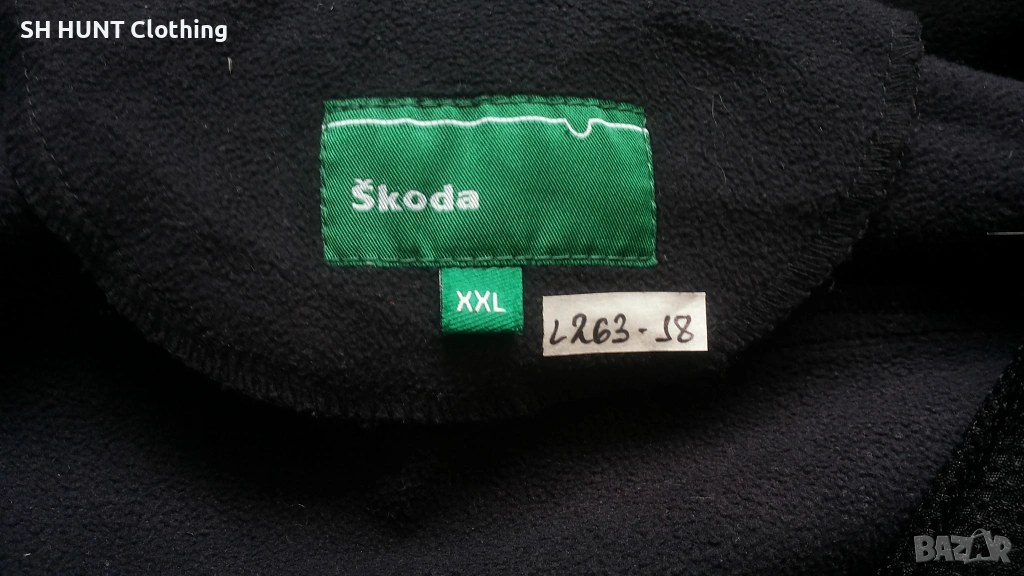 SH HUNT Clothing
Škoda
XXL
L263-18
BAZAR